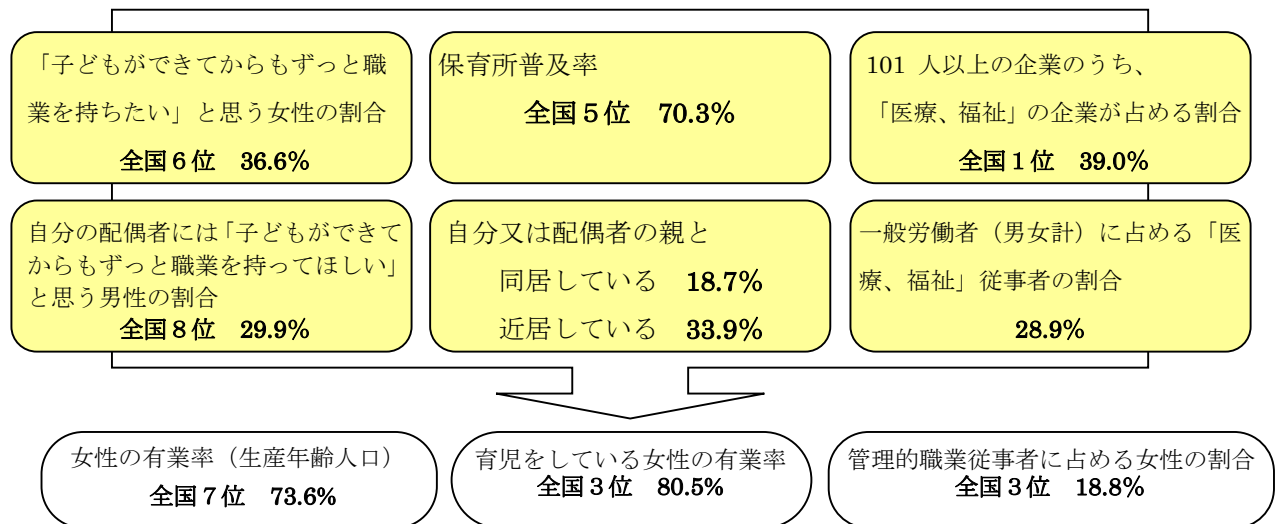 「子どもができてからもずっと職
業を持ちたい」と思う女性の割合
全国６位　36.6%
保育所普及率
全国５位　70.3%
101 人以上の企業のうち、
「医療、福祉」の企業が占める割合
全国１位　39.0%
自分の配偶者には「子どもができて
からもずっと職業を持ってほしい」
と思う男性の割合
全国８位　29.9%
自分又は配偶者の親と
同居している　18.7%
近居している　33.9%
一般労働者（男女計）に占める「医
療、福祉」従事者の割合
28.9%
女性の有業率（生産年齢人口）
全国７位　73.6%
育児をしている女性の有業率
全国３位　80.5%
管理的職業従事者に占める女性の割合
全国３位　18.8%